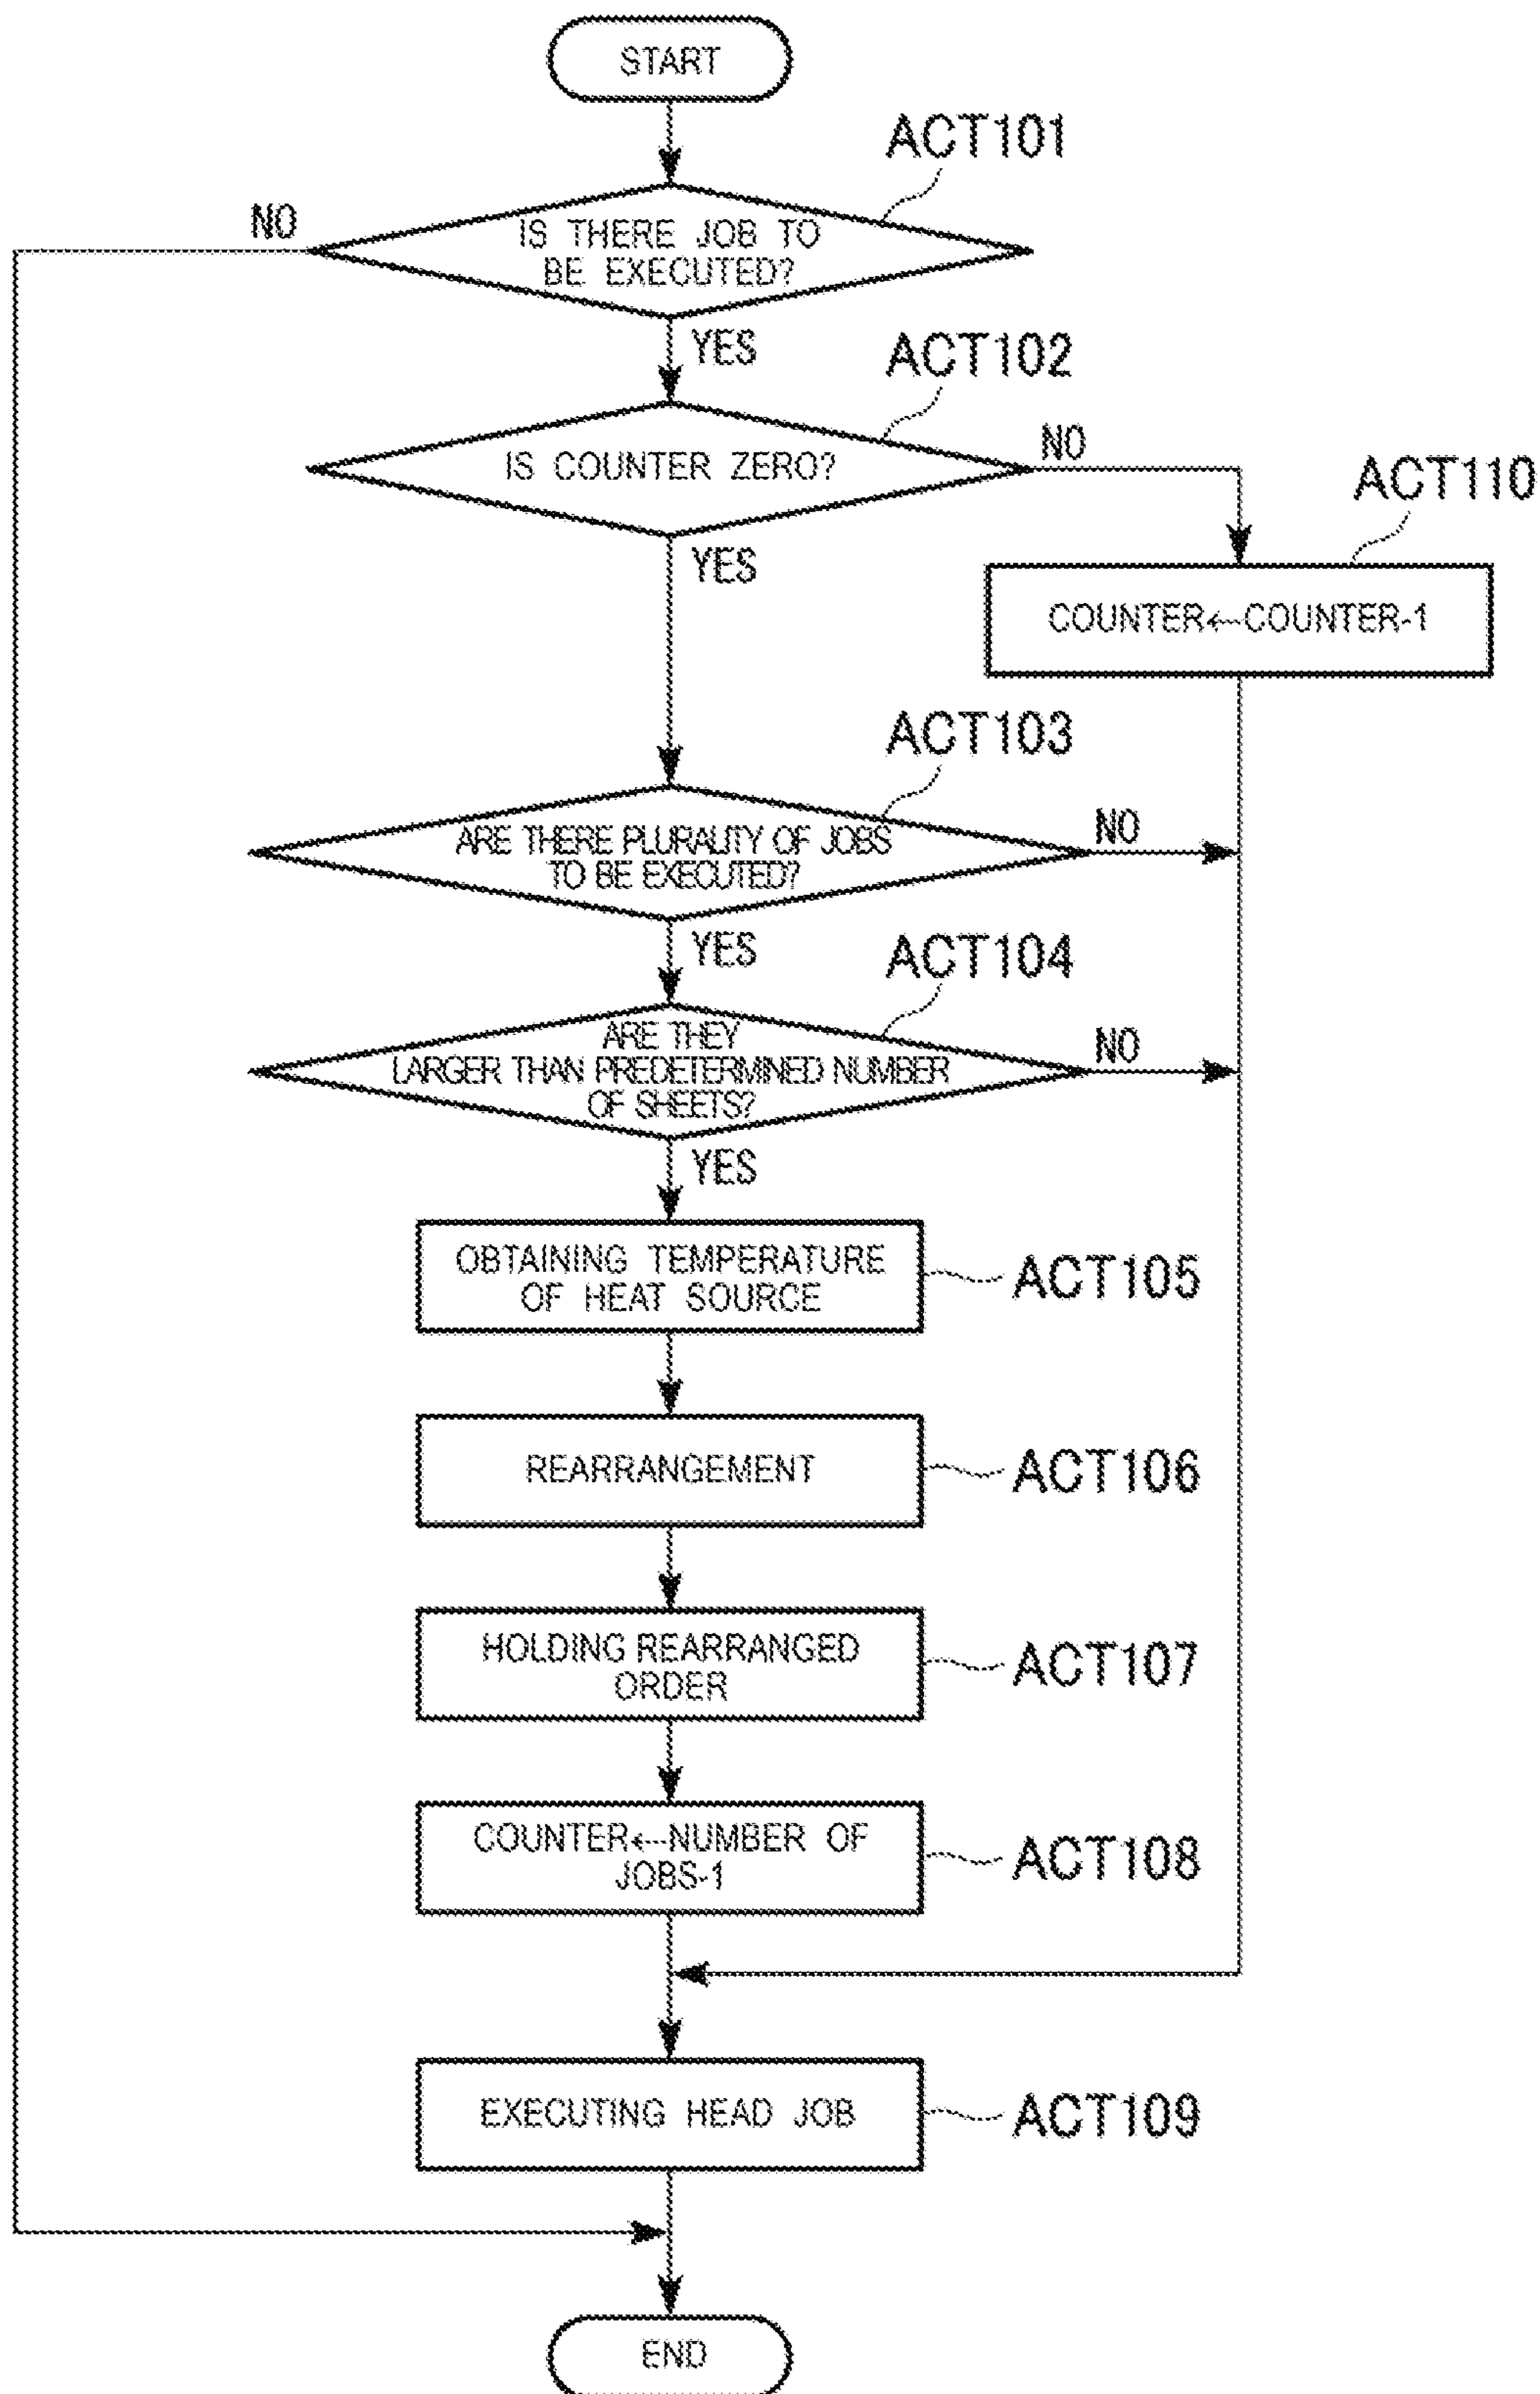 START
ACT101
NO
IS THERE JOB TO
BE EXECUTED?
YES
ACT102
NO
IS COUNTER ZERO?
ACT110
YES
COUNTER←COUNTER-1
ACT103
NO
ARE THERE PLURALITY OF JOBS
TO BE EXECUTED?
YES
ACT104
ARE THEY
NO
LARGER THAN PREDETERMINED NUMBER
OF SHEETS?
YES
OBTAINING TEMPERATURE
OF HEAT SOURCE
ACT105
REARRANGEMENT
ACT106
HOLDING REARRANGED
ORDER
ACT107
COUNTER←NUMBER OF
JOBS-1
ACT108
EXECUTING HEAD JOB
ACT109
END